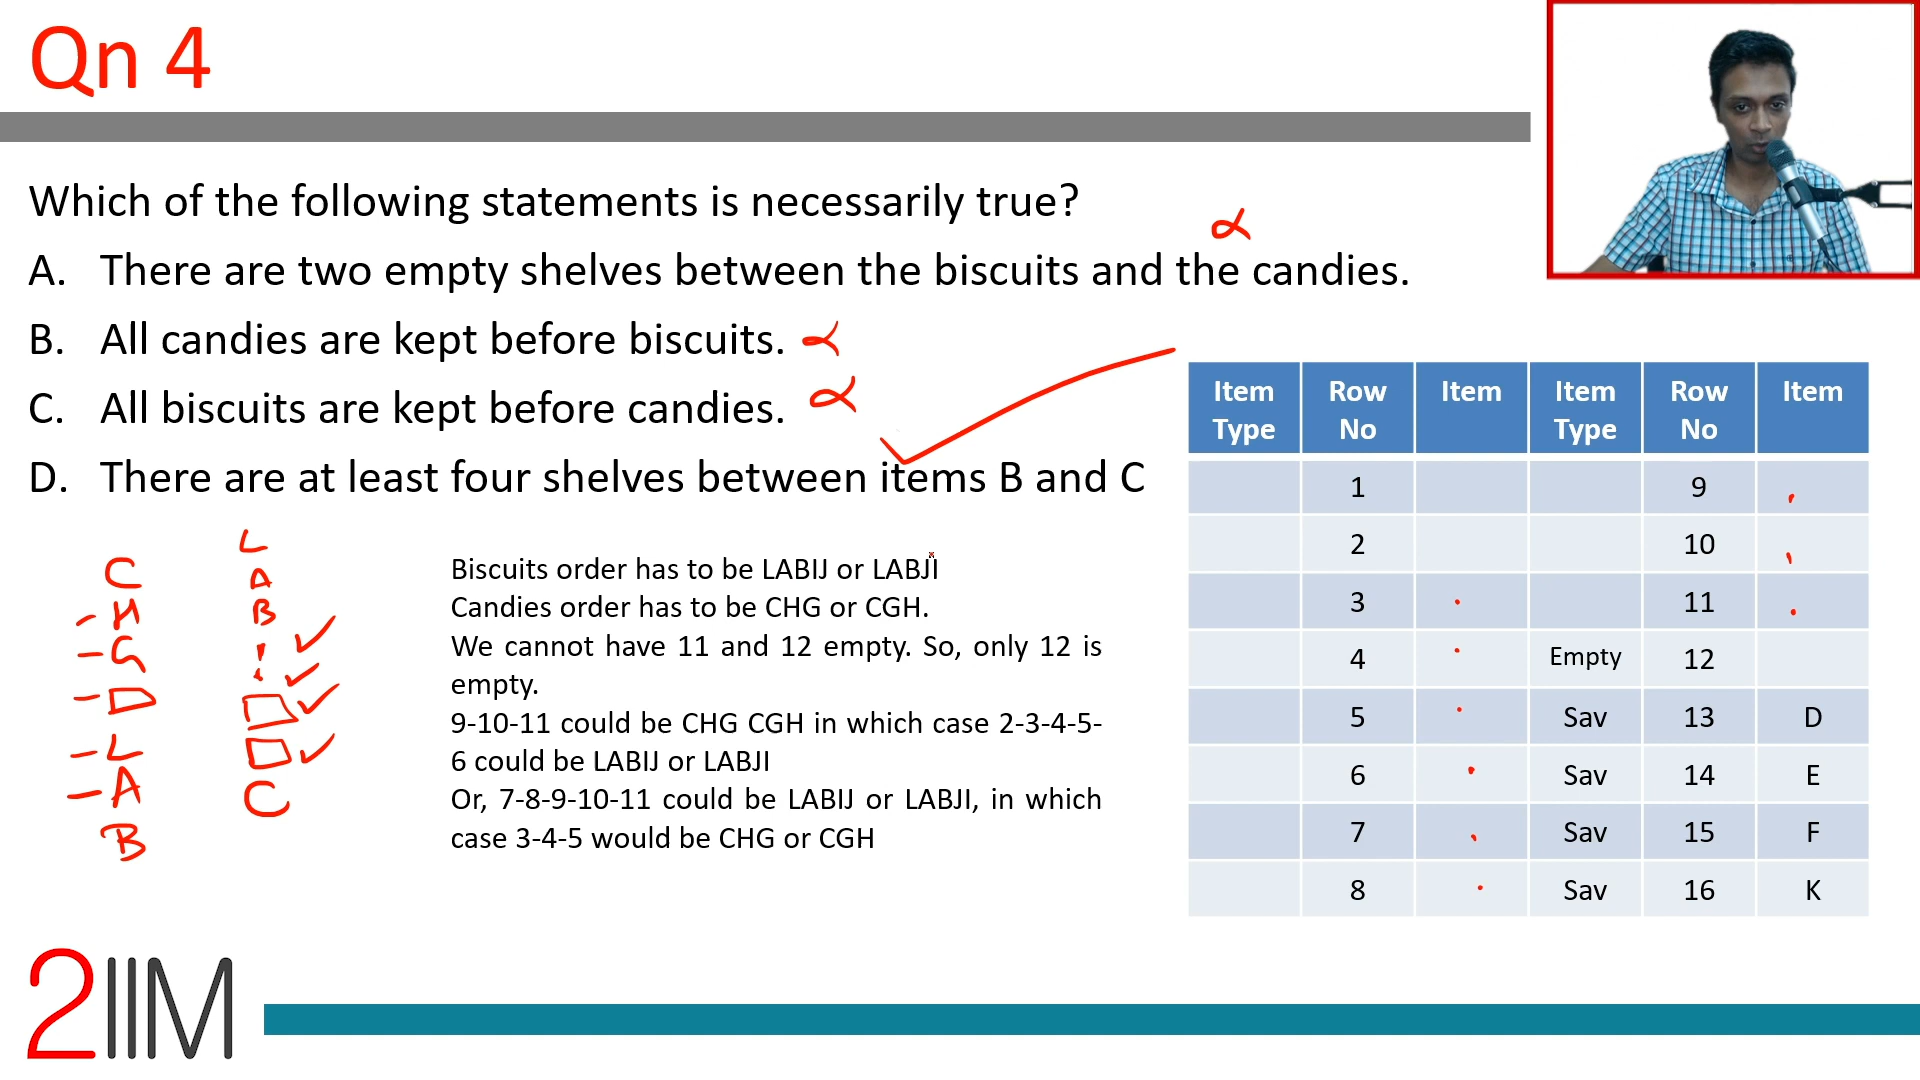 Qn 4
Which of the following statements is necessarily true?
A. There are two empty shelves between the biscuits and the candies.
B. All candies are kept before biscuits.
C. All biscuits are kept before candies.
D. There are at least four shelves between items B and C
C
H
G
D
L
A
B
L
A
B
C
Biscuits order has to be LABIJ or LABJI
Candies order has to be CHG or CGH.
We cannot have 11 and 12 empty. So, only 12 is
empty.
9-10-11 could be CHG CGH in which case 2-3-4-5-
6 could be LABIJ or LABJI
Or, 7-8-9-10-11 could be LABIJ or LABJI, in which
case 3-4-5 would be CHG or CGH
Item Type Row No Item Item Type Row No Item
1 9
2 10
3 11
4 Empty 12
5 Sav 13 D
6 Sav 14 E
7 Sav 15 F
8 Sav 16 K
2IIM